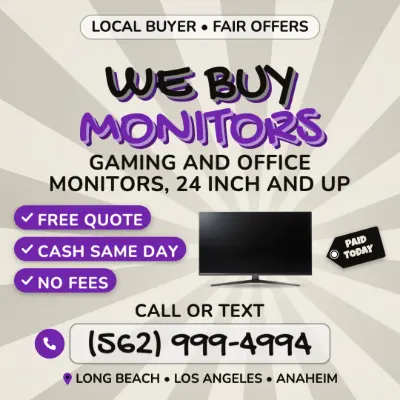 LOCAL BUYER • FAIR OFFERS
WE BUY
MONITORS
GAMING AND OFFICE
MONITORS, 24 INCH AND UP
FREE QUOTE
CASH SAME DAY
NO FEES
PAID
TODAY
CALL OR TEXT
(562) 999-4994
LONG BEACH • LOS ANGELES • ANAHEIM